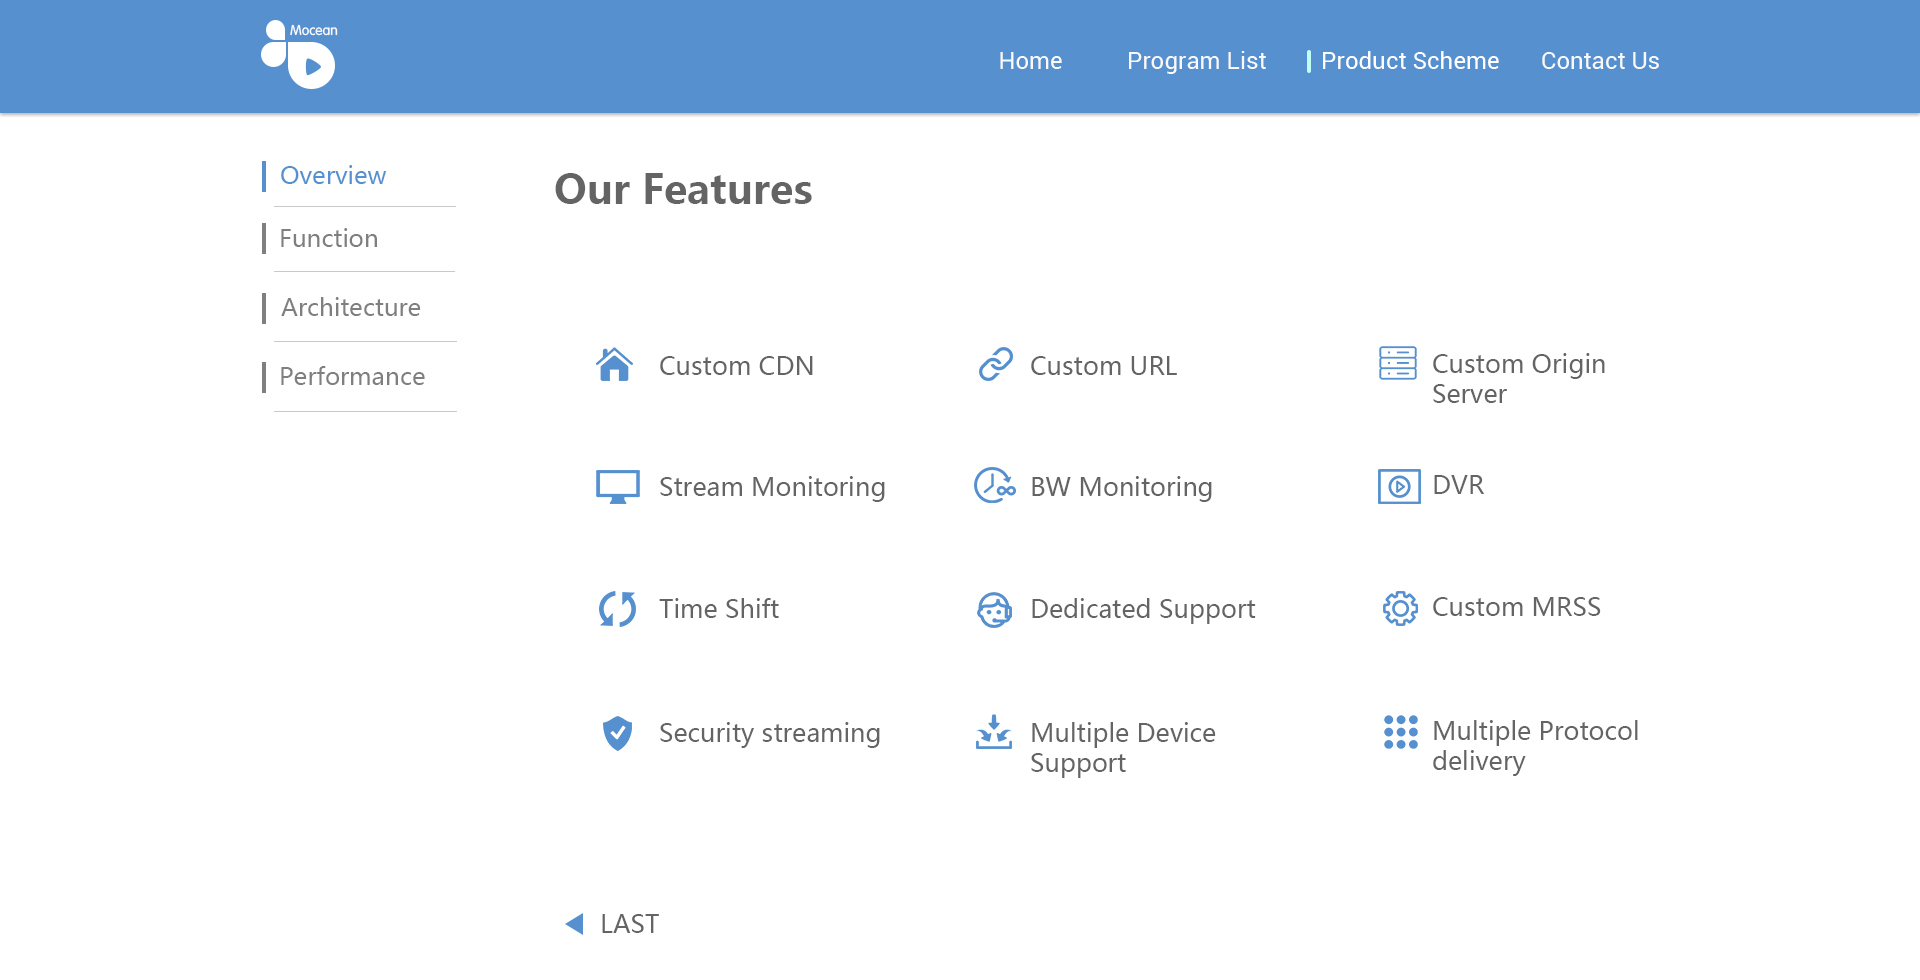 Mocean
Home
Program List
Product Scheme
Contact Us
Overview
Function
Architecture
Performance
Our Features
Custom CDN
Custom URL
Custom Origin
Server
Stream Monitoring
BW Monitoring
DVR
Time Shift
Dedicated Support
Custom MRSS
Security streaming
Multiple Device
Support
Multiple Protocol
delivery
LAST